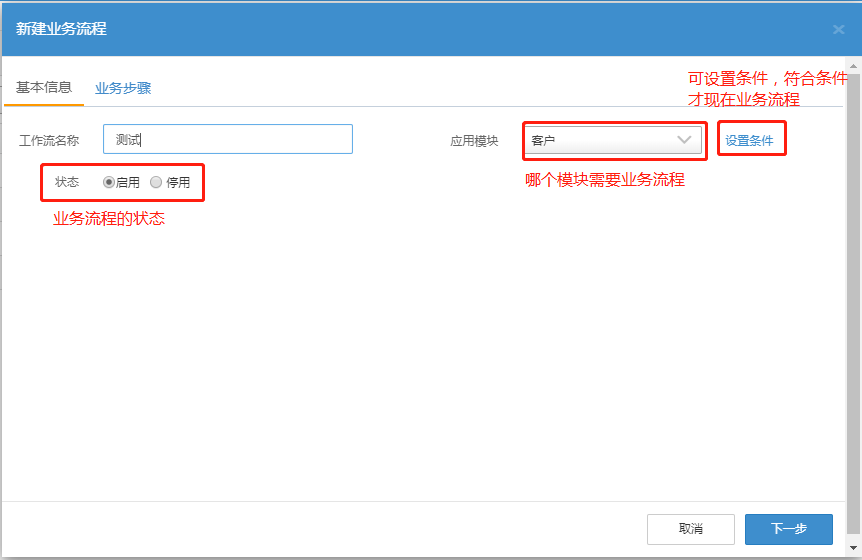 新建业务流程
基本信息 业务步骤
可设置条件，符合条件
才现在业务流程
工作流名称 测试 应用模块 客户 设置条件
状态 启用 停用
哪个模块需要业务流程
业务流程的状态
取消 下一步